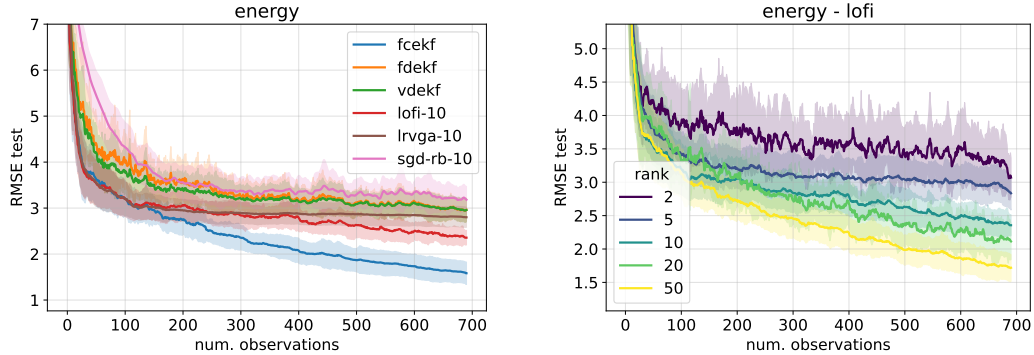 energy
RMSE test
7
6
5
4
3
2
1
fcekf
fdekf
vdekf
lofi-10
lrvga-10
sgd-rb-10
0 100 200 300 400 500 600 700
num. observations
energy - lofi
RMSE test
5.0
4.5
4.0
3.5
3.0
2.5
2.0
1.5
rank
2
5
10
20
50
0 100 200 300 400 500 600 700
num. observations